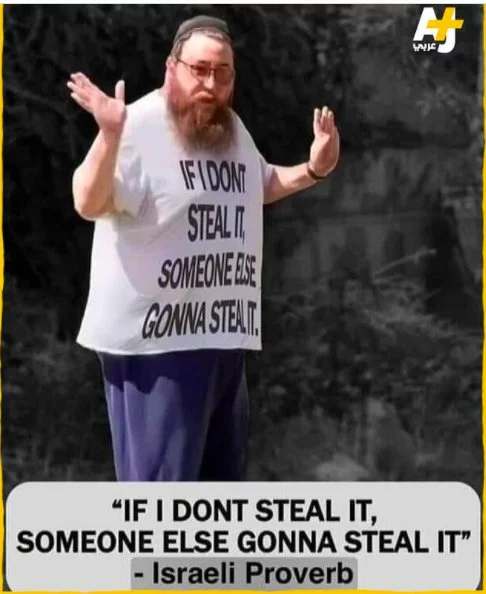 عربي
IF I DONT
STEAL IT,
SOMEONE ELSE
GONNA STEAL IT.
“IF I DONT STEAL IT,
SOMEONE ELSE GONNA STEAL IT”
- Israeli Proverb